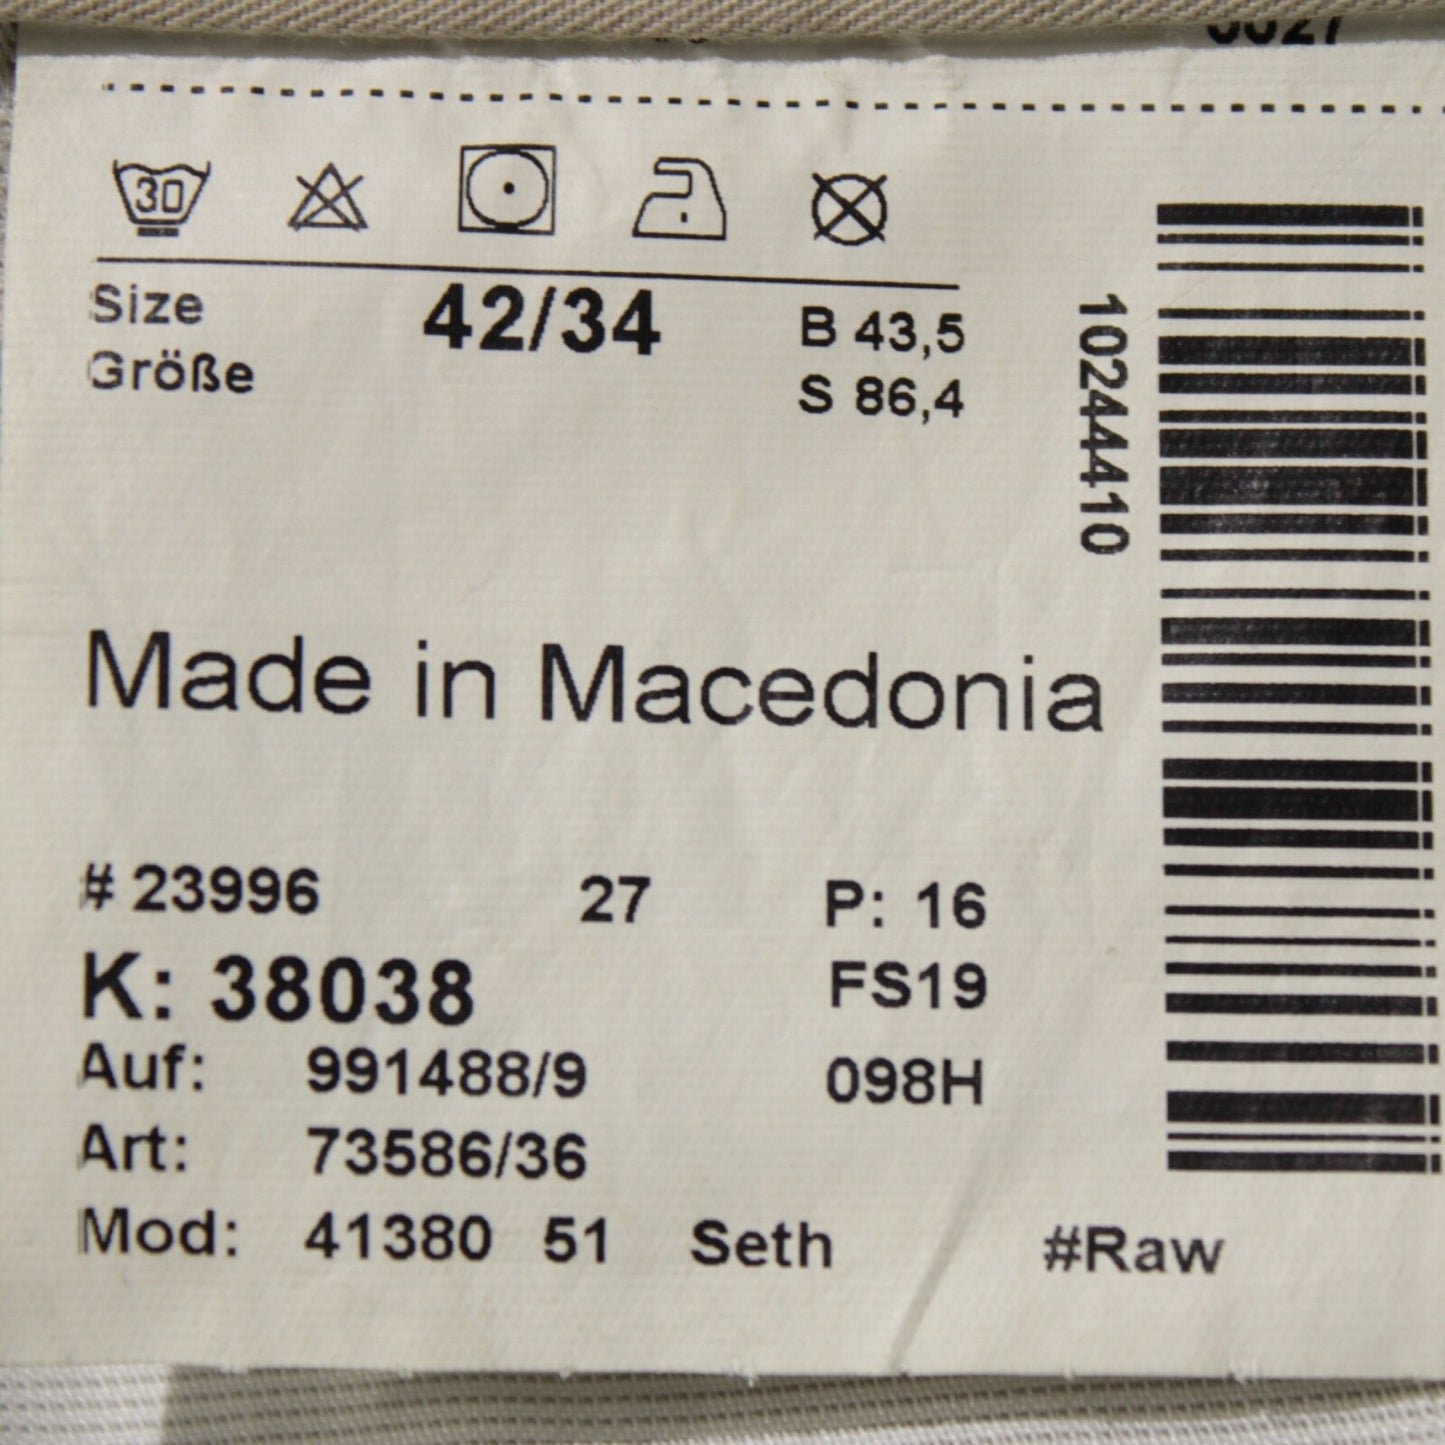 30
Size 42/34 B 43,5
Größe S 86,4
10244410
Made in Macedonia
# 23996 27 P: 16
K: 38038 FS19
Auf: 991488/9 098H
Art: 73586/36
Mod: 41380 51 Seth #Raw